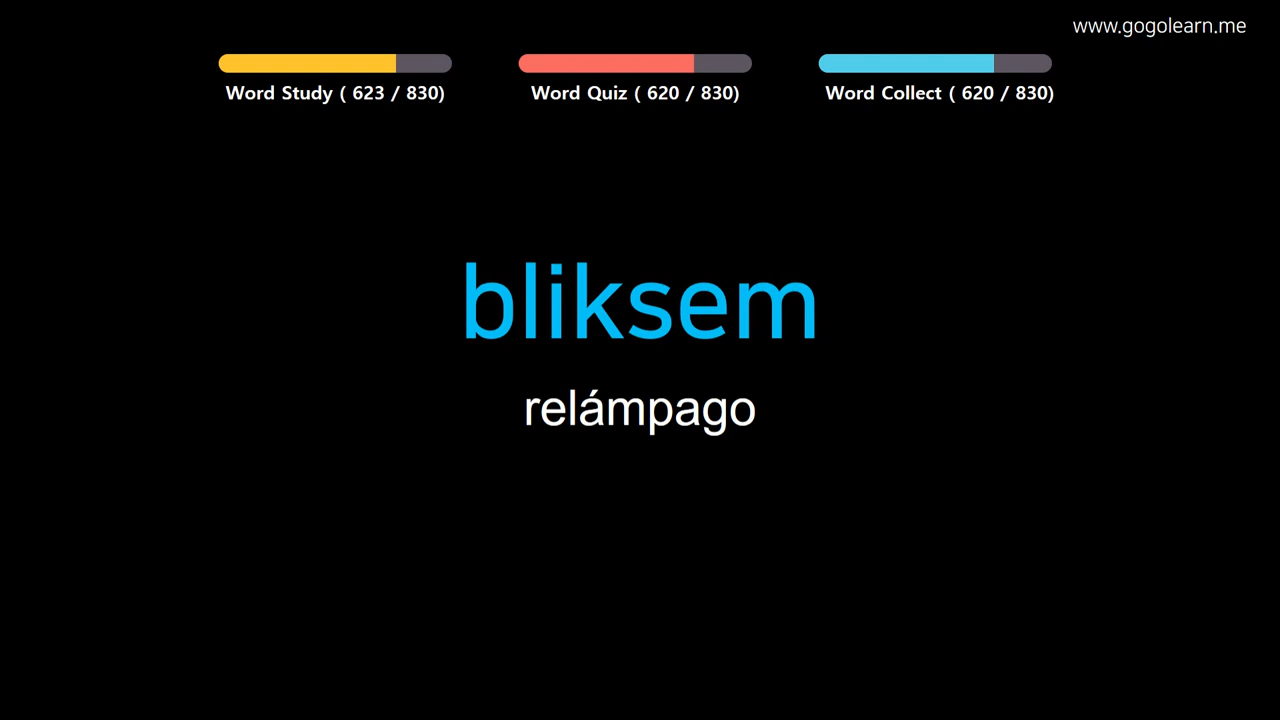 www.gogolearn.me
Word Study ( 623 / 830)
Word Quiz ( 620 / 830)
Word Collect ( 620 / 830)
bliksem
relámpago